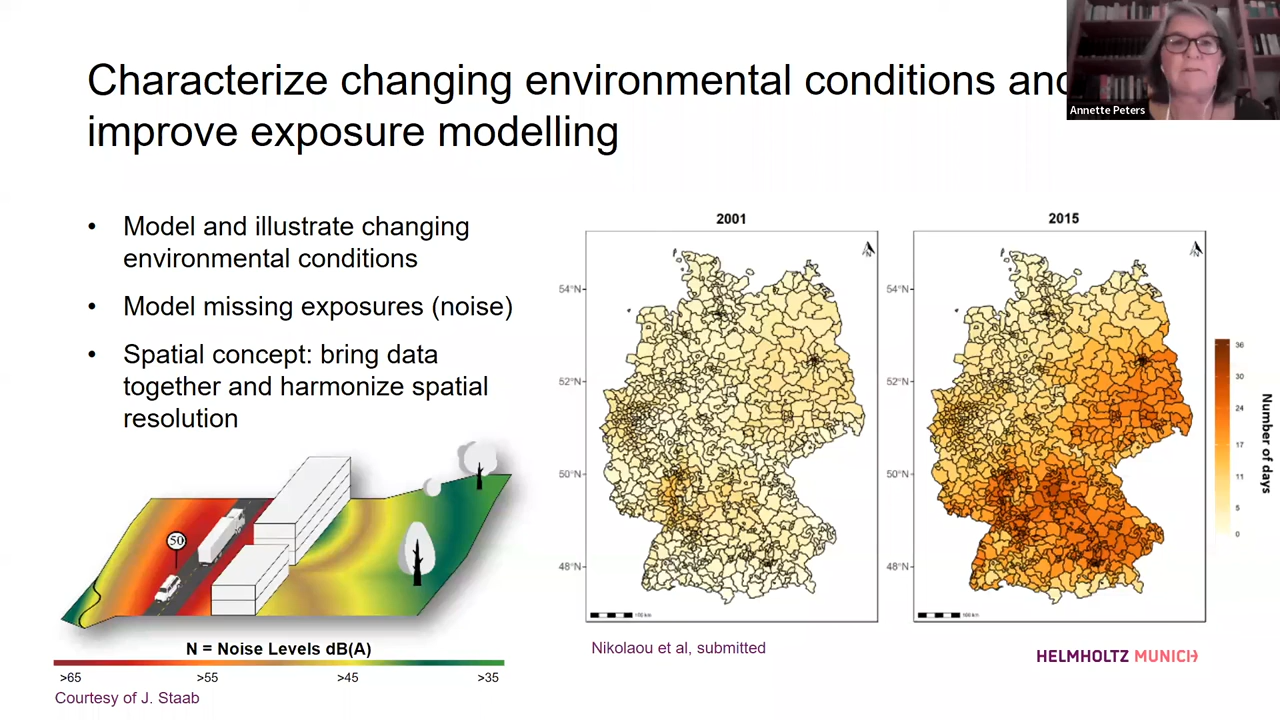 Characterize changing environmental conditions and
improve exposure modelling
Annette Peters
• Model and illustrate changing
environmental conditions
• Model missing exposures (noise)
• Spatial concept: bring data
together and harmonize spatial
resolution
50
N = Noise Levels dB(A)
>65 >55 >45 >35
Courtesy of J. Staab
2001
N
54°N
52°N
50°N
48°N
2015
N
54°N
52°N
50°N
48°N
36
30
24
17
11
5
0
Number of days
Nikolaou et al, submitted
HELMHOLTZ MUNICH